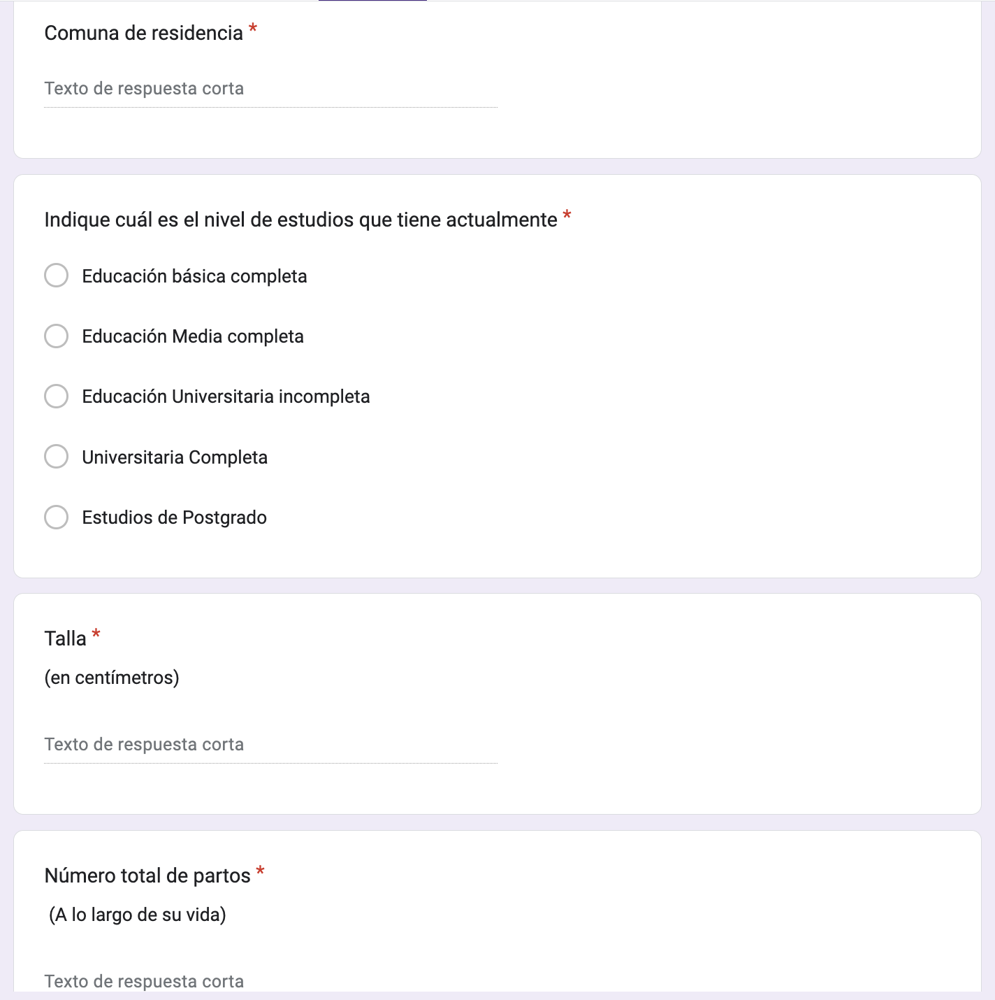 Comuna de residencia *
Texto de respuesta corta
Indique cuál es el nivel de estudios que tiene actualmente *
Educación básica completa
Educación Media completa
Educación Universitaria incompleta
Universitaria Completa
Estudios de Postgrado
Talla *
(en centímetros)
Texto de respuesta corta
Número total de partos *
(A lo largo de su vida)
Texto de respuesta corta